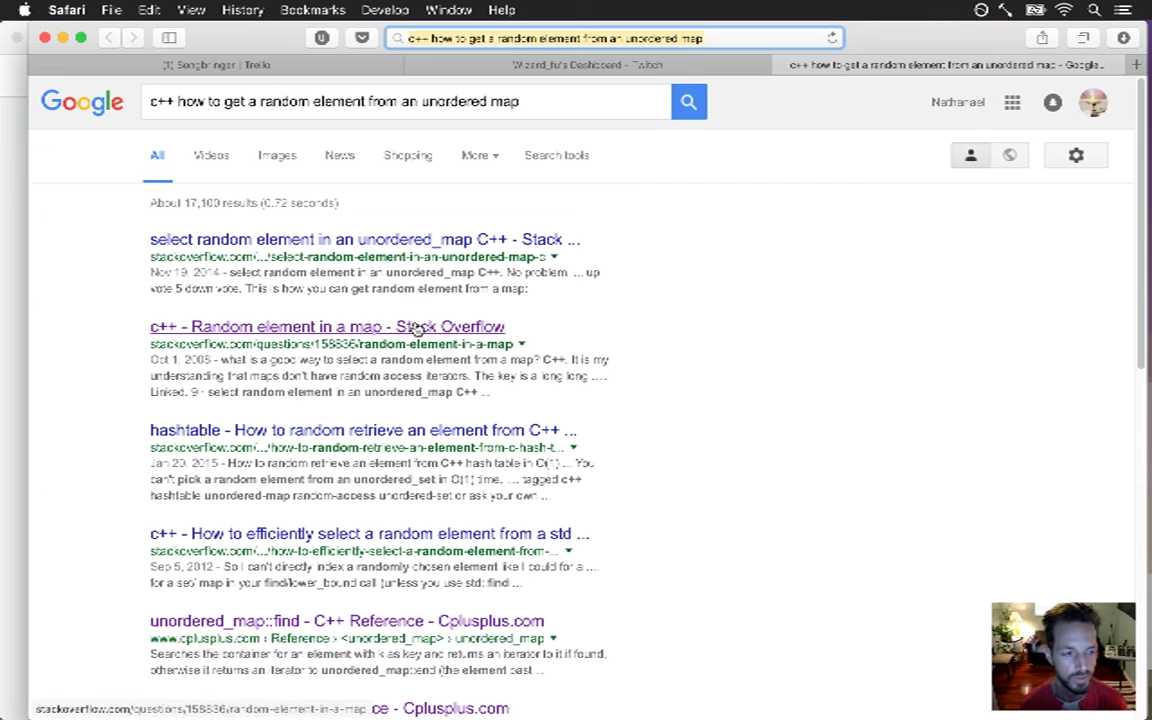 Safari File Edit View History Bookmarks Develop Window Help
c++ how to get a random element from an unordered map
(1) Songbringer | Trello
Wizard_fu's Dashboard - Twitch
c++ how to get a random element from an unordered map - Google...
Google
c++ how to get a random element from an unordered map
Nathanael
All Videos Images News Shopping More Search tools
About 17,100 results (0.72 seconds)
select random element in an unordered_map C++ - Stack ...
stackoverflow.com/.../select-random-element-in-an-unordered-map-c
Nov 19, 2014 - select random element in an unordered_map C++. No problem. ... up
vote 5 down vote. This is how you can get random element from a map:
c++ - Random element in a map - Stack Overflow
stackoverflow.com/questions/158836/random-element-in-a-map
Oct 1, 2008 - what is a good way to select a random element from a map? C++. It is my
understanding that maps don't have random access iterators. The key is a long long ....
Linked. 9 · select random element in an unordered_map C++ ...
hashtable - How to random retrieve an element from C++ ...
stackoverflow.com/.../how-to-random-retrieve-an-element-from-c-hash-t...
Jan 20, 2015 - How to random retrieve an element from C++ hash table in O(1) ... You
can't pick a random element from an unordered_set in O(1) time. .... tagged c++
hashtable unordered-map random-access unordered-set or ask your own ...
c++ - How to efficiently select a random element from a std ...
stackoverflow.com/.../how-to-efficiently-select-a-random-element-from-...
Sep 5, 2012 - So I can't directly index a randomly chosen element like I could for a ....
for a set/ map in your find/lower_bound call (unless you use std::find ...
unordered_map::find - C++ Reference - Cplusplus.com
www.cplusplus.com › Reference › <unordered_map> › unordered_map
Searches the container for an element with k as key and returns an iterator to it if found,
otherwise it returns an iterator to unordered_map::end (the element past ...
stackoverflow.com/questions/158836/random-element-in-a-map
ce - Cplusplus.com